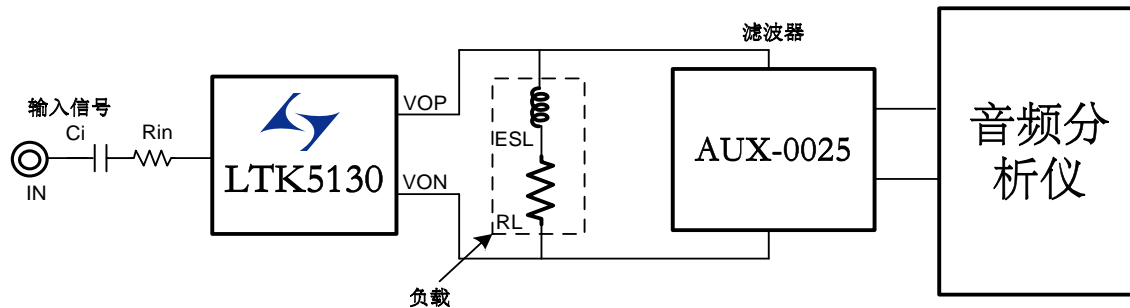 输入信号
Ci
Rin
IN
LTK5130
VOP
VON
ESL
RL
负载
滤波器
AUX-0025
音频分
析仪